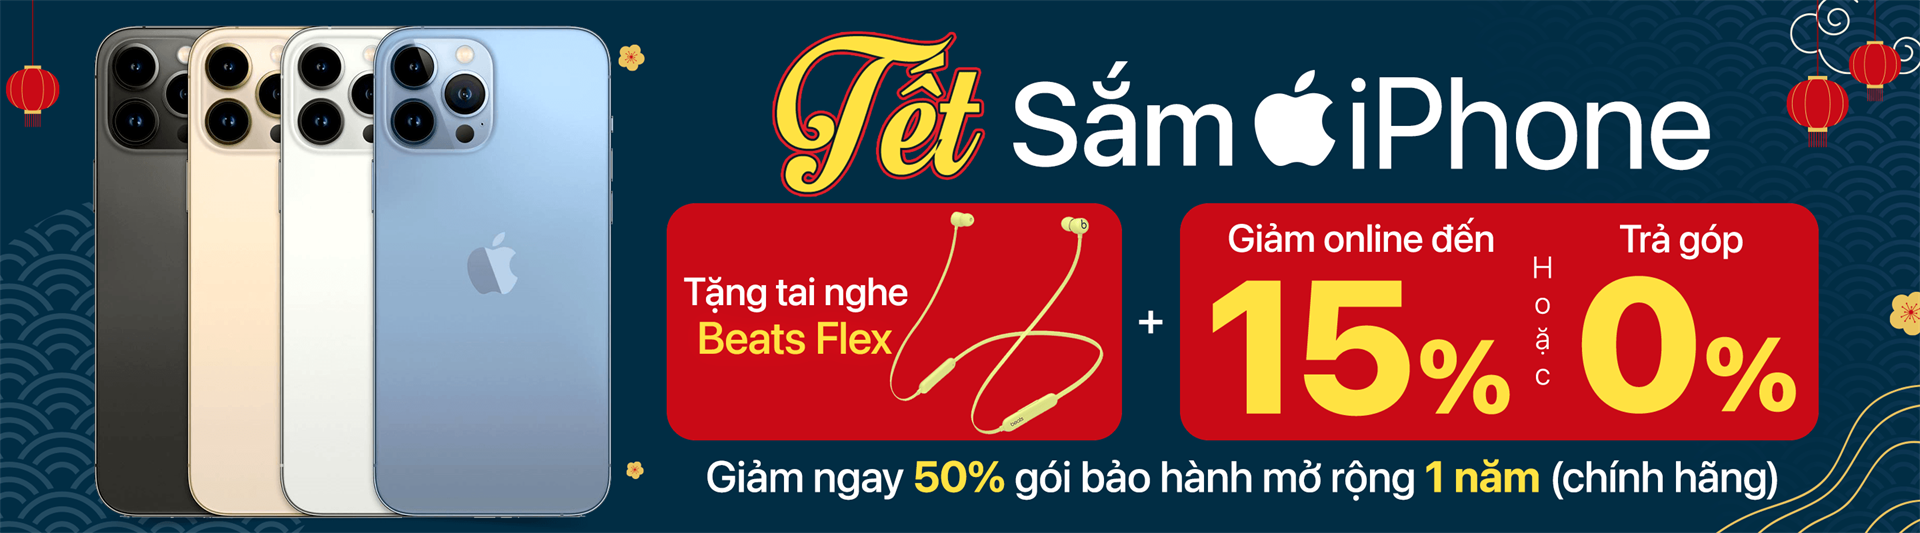 Tết Sắm iPhone
Tặng tai nghe
Beats Flex
b
beats
+
Giảm online đến
15%
Hoặc
Trả góp
0%
Giảm ngay 50% gói bảo hành mở rộng 1 năm (chính hãng)